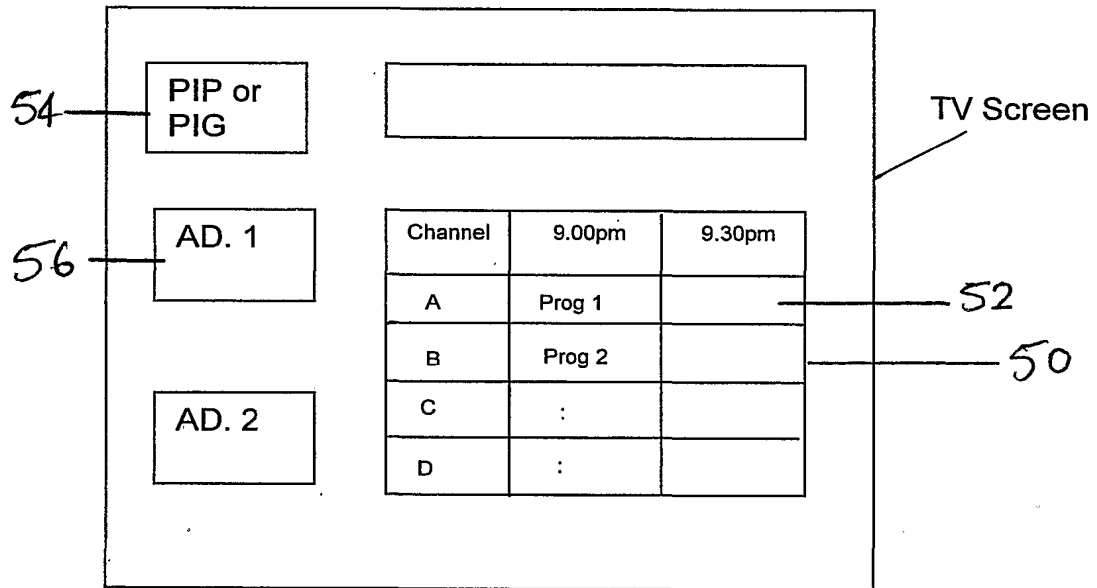 PIP or
PIG
54
TV Screen
AD. 1
56
Channel 9.00pm 9.30pm
A Prog 1
52
B Prog 2
50
C :
D :
AD. 2